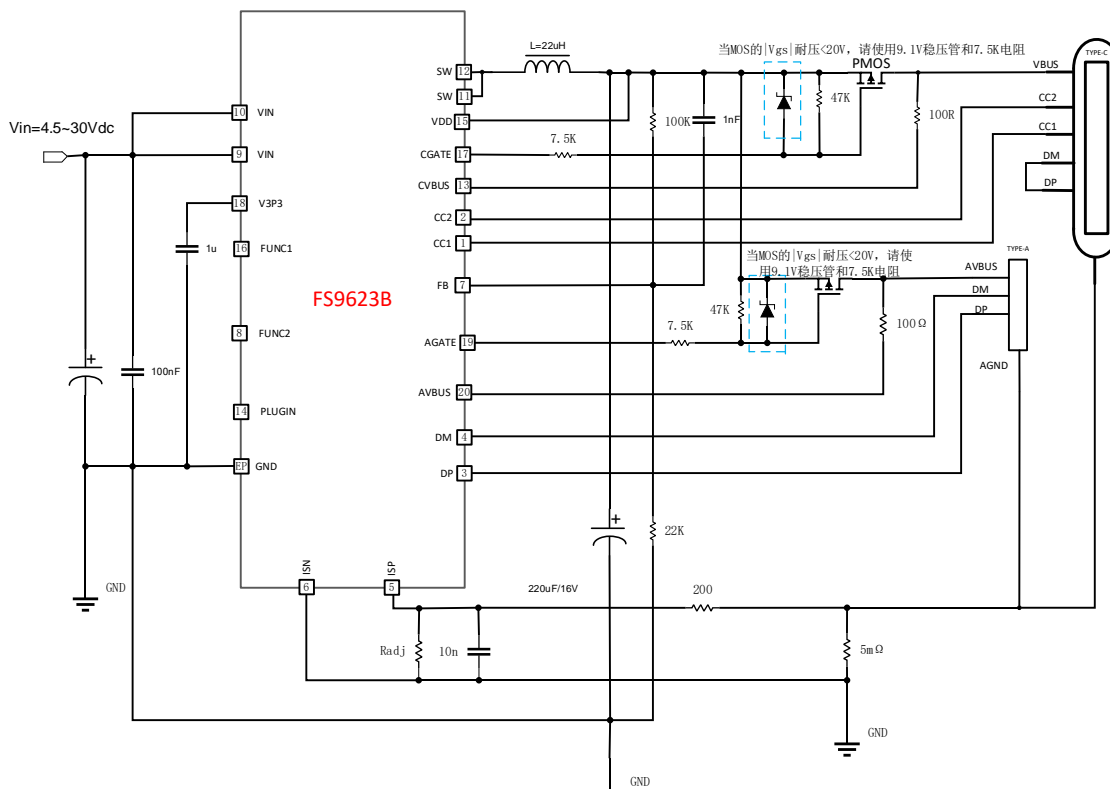 L=22uH
当MOS的|Vgs|耐压<20V, 请使用9.1V稳压管和7.5K电阻
PMOS
TYPE-C
VBUS
SW 12
SW 11
VDD 15
47K
100K
1nF
100R
CC2
CC1
Vin=4.5~30Vdc
10 VIN
9 VIN
7.5K
CGATE 17
CVBUS 13
DM
DP
18 V3P3
CC2 2
CC1 1
1u
16 FUNC1
当MOS的|Vgs|耐压<20V, 请使
用9.1V稳压管和7.5K电阻
TYPE-A
AVBUS
DM
DP
FB 7
FS9623B
47K
100Ω
8 FUNC2
7.5K
AGATE 19
AGND
100nF
AVBUS 20
14 PLUGIN
DM 4
EP GND
DP 3
22K
ISN
6
ISP
5
GND
220uF/16V
200
Radj
10n
5mΩ
GND
GND